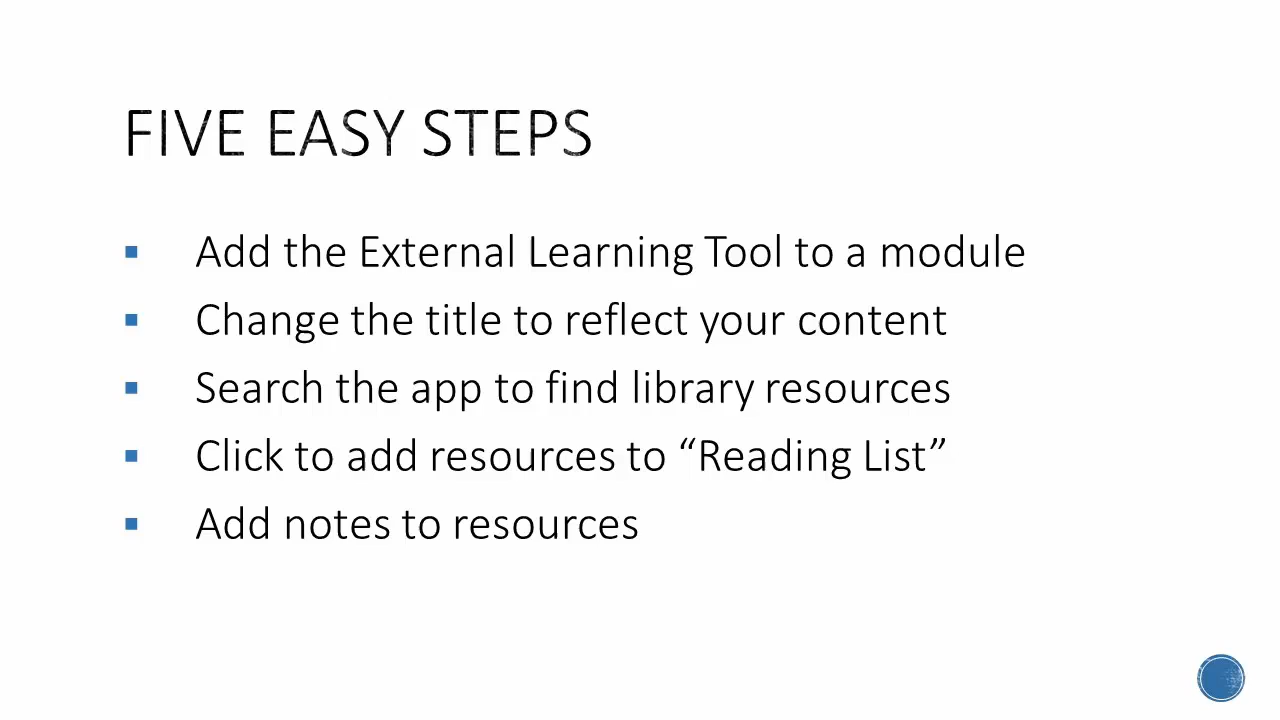 FIVE EASY STEPS
▪ Add the External Learning Tool to a module
▪ Change the title to reflect your content
▪ Search the app to find library resources
▪ Click to add resources to “Reading List”
▪ Add notes to resources